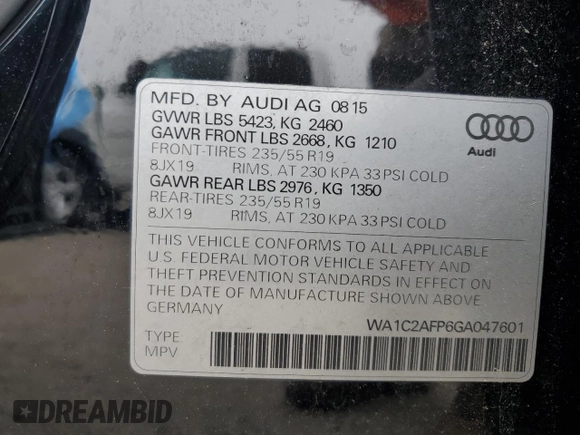 MFD. BY AUDI AG 08 15
GVWR LBS 5423, KG 2460
GAWR FRONT LBS 2668, KG 1210
FRONT-TIRES 235/55 R19
8JX19 RIMS, AT 230 KPA 33 PSI COLD
GAWR REAR LBS 2976, KG 1350
REAR-TIRES 235/55 R19
8JX19 RIMS, AT 230 KPA 33 PSI COLD
Audi
THIS VEHICLE CONFORMS TO ALL APPLICABLE
U.S. FEDERAL MOTOR VEHICLE SAFETY AND
THEFT PREVENTION STANDARDS IN EFFECT ON
THE DATE OF MANUFACTURE SHOWN ABOVE
GERMANY
WA1C2AFP6GA047601
TYPE
MPV
DREAMBID